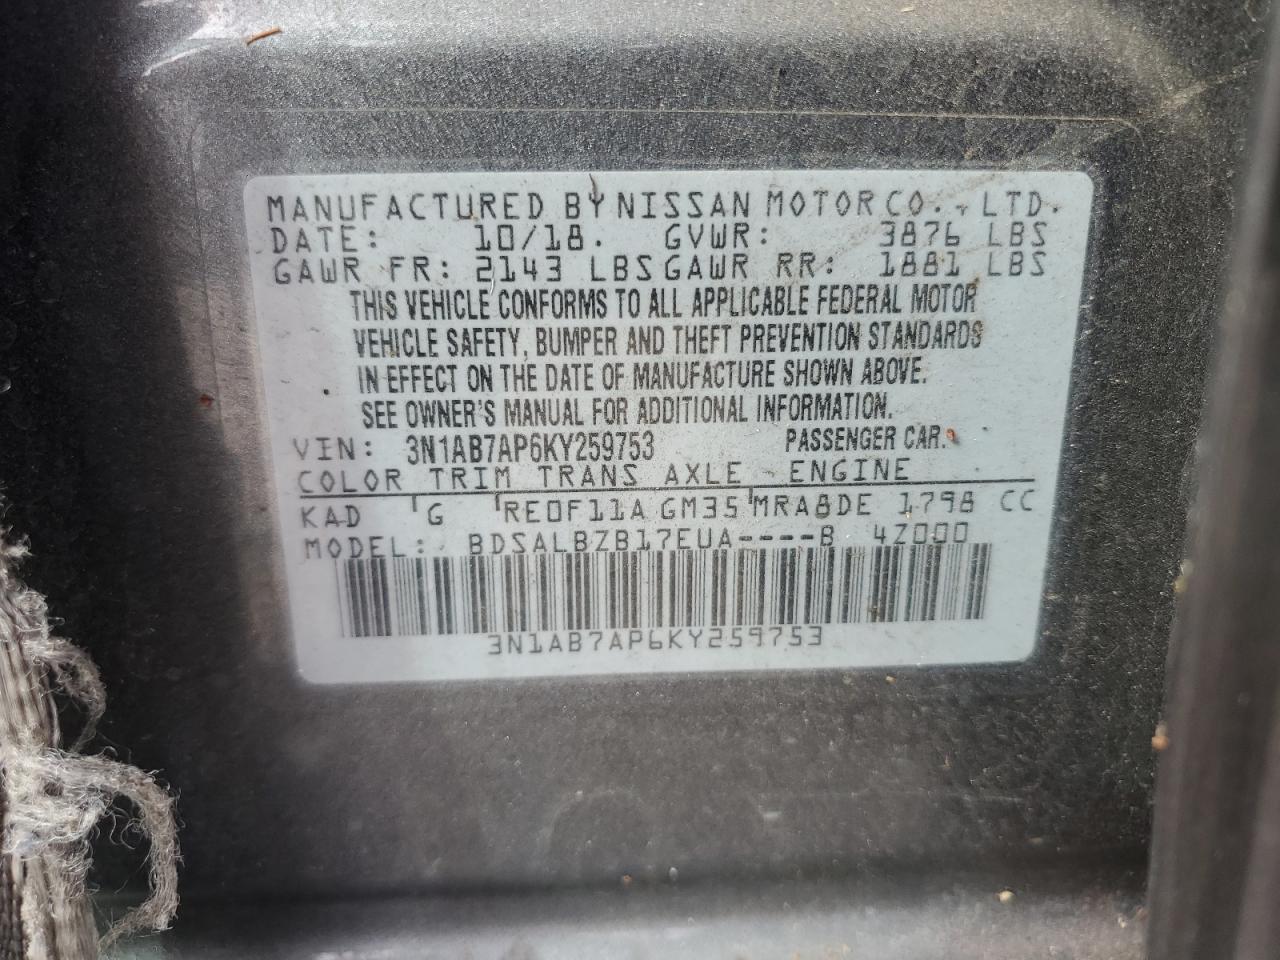 MANUFACTURED BY NISSAN MOTOR CO., LTD.
DATE: 10/18. GVWR: 3876 LBS
GAWR FR: 2143 LBS GAWR RR: 1881 LBS
THIS VEHICLE CONFORMS TO ALL APPLICABLE FEDERAL MOTOR
VEHICLE SAFETY, BUMPER AND THEFT PREVENTION STANDARDS
IN EFFECT ON THE DATE OF MANUFACTURE SHOWN ABOVE.
SEE OWNER'S MANUAL FOR ADDITIONAL INFORMATION.
VIN: 3N1AB7AP6KY259753 PASSENGER CAR.
COLOR TRIM TRANS AXLE ENGINE
KAD G RE0F11A GM35 MRA8DE 1798 CC
MODEL: BDSALBZB17EUA----B 4Z000
3N1AB7AP6KY259753